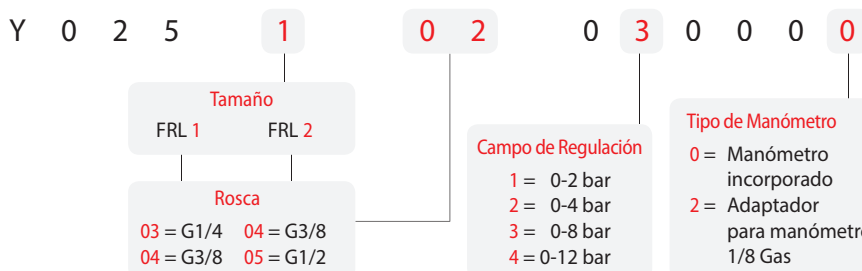 Y 0 2 5 1 0 2 0 3 0 0 0 0
Tamaño
FRL 1 FRL 2
Rosca
03 = G1/4 04 = G3/8
04 = G3/8 05 = G1/2
Campo de Regulación
1 = 0-2 bar
2 = 0-4 bar
3 = 0-8 bar
4 = 0-12 bar
Tipo de Manómetro
0 = Manómetro
incorporado
2 = Adaptador
para manómetro
1/8 Gas